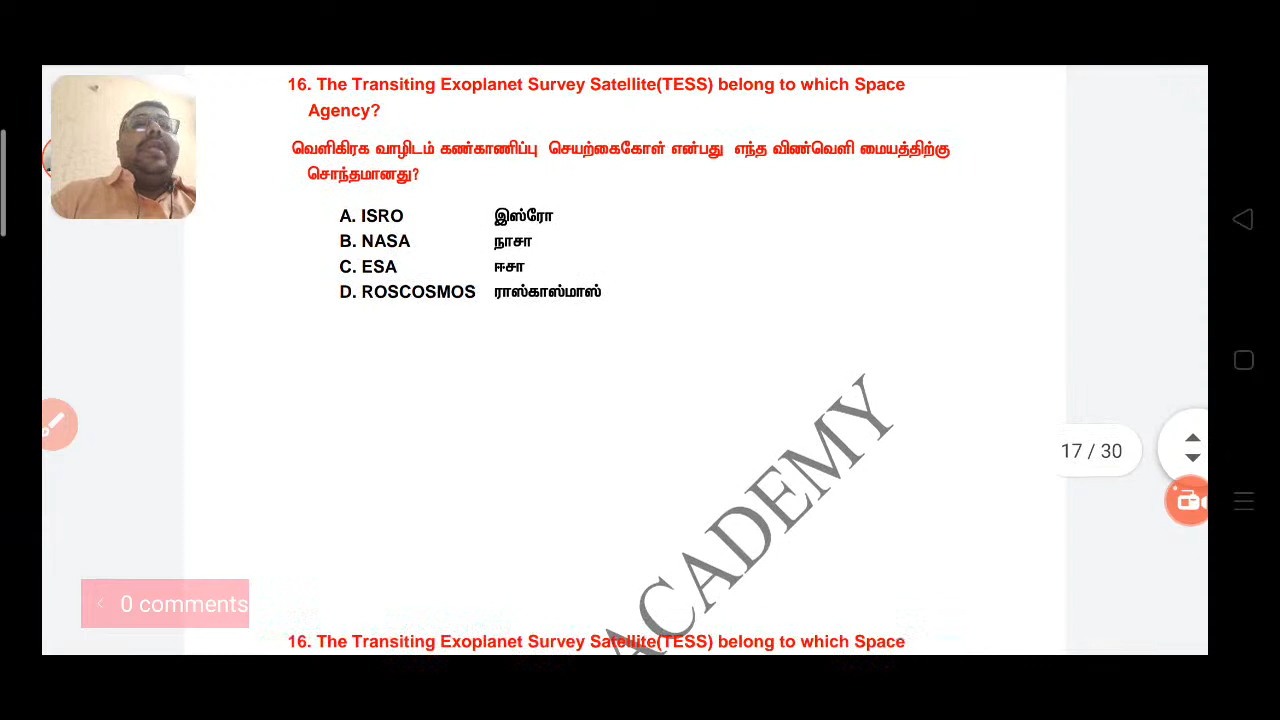 16. The Transiting Exoplanet Survey Satellite(TESS) belong to which Space
Agency?
வெளிகிரக வாழிடம் கண்காணிப்பு செயற்கைகோள் என்பது எந்த விண்வெளி மையத்திற்கு
சொந்தமானது?
A. ISRO இஸ்ரோ
B. NASA நாசா
C. ESA ஈசா
D. ROSCOSMOS ராஸ்காஸ்மாஸ்
ACADEMY
17 / 30
0 comments
16. The Transiting Exoplanet Survey Satellite(TESS) belong to which Space